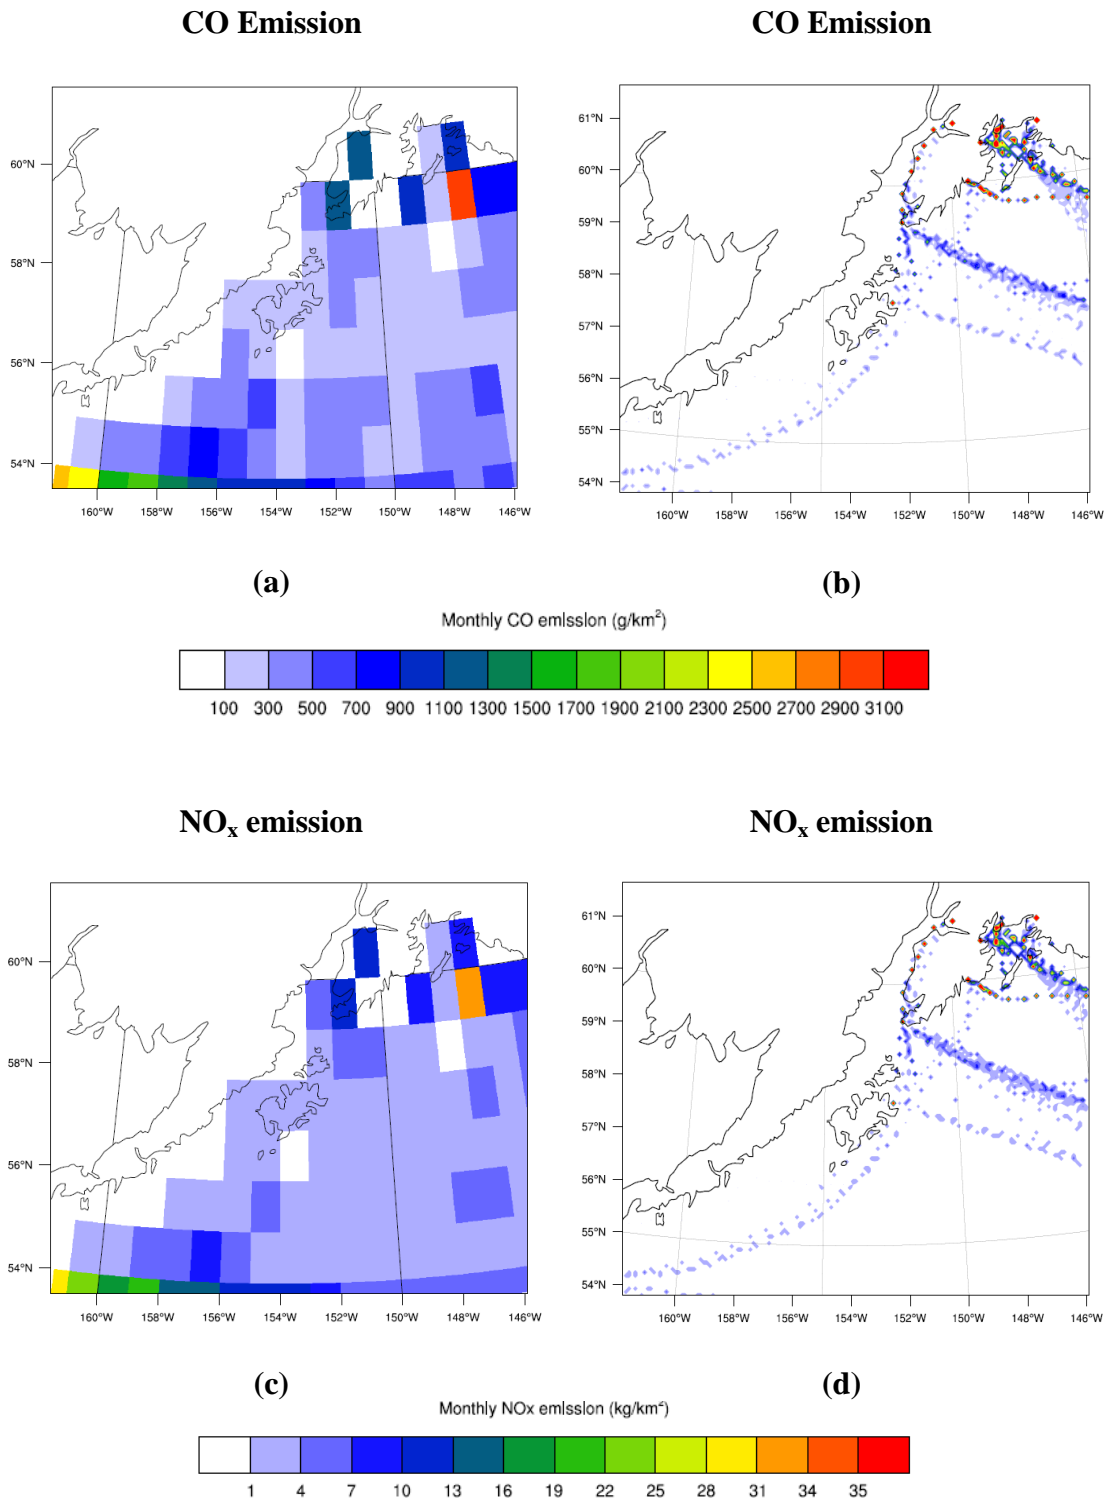 CO Emission CO Emission
60°N
58°N
56°N
54°N
160°W 158°W 156°W 154°W 152°W 150°W 148°W 146°W
61°N
60°N
59°N
58°N
57°N
56°N
55°N
54°N
160°W 158°W 156°W 154°W 152°W 150°W 148°W 146°W
(a) (b)
Monthly CO emission (g/km²)
100 300 500 700 900 1100 1300 1500 1700 1900 2100 2300 2500 2700 2900 3100
NOₓ emission NOₓ emission
60°N
58°N
56°N
54°N
160°W 158°W 156°W 154°W 152°W 150°W 148°W 146°W
61°N
60°N
59°N
58°N
57°N
56°N
55°N
54°N
160°W 158°W 156°W 154°W 152°W 150°W 148°W 146°W
(c) (d)
Monthly NOx emission (kg/km²)
1 4 7 10 13 16 19 22 25 28 31 34 35